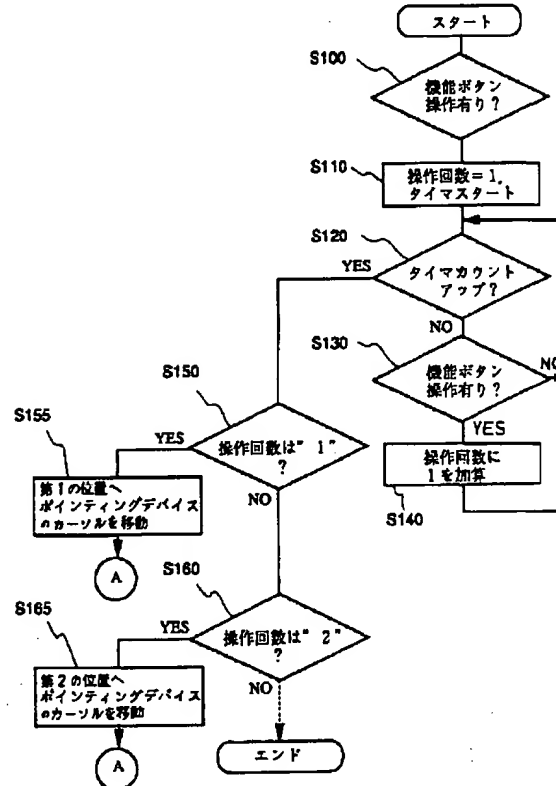 スタート
S100
機能ボタン
操作有り?
S110
操作回数=1,
タイマスタート
S120
YES
タイマカウント
アップ?
NO
S130
機能ボタン
操作有り?
NO
YES
操作回数に
1を加算
S140
S150
YES
操作回数は"1"
?
NO
S155
第1の位置へ
ポインティングデバイス
のカーソルを移動
A
S160
YES
操作回数は"2"
?
NO
S165
第2の位置へ
ポインティングデバイス
のカーソルを移動
A
エンド